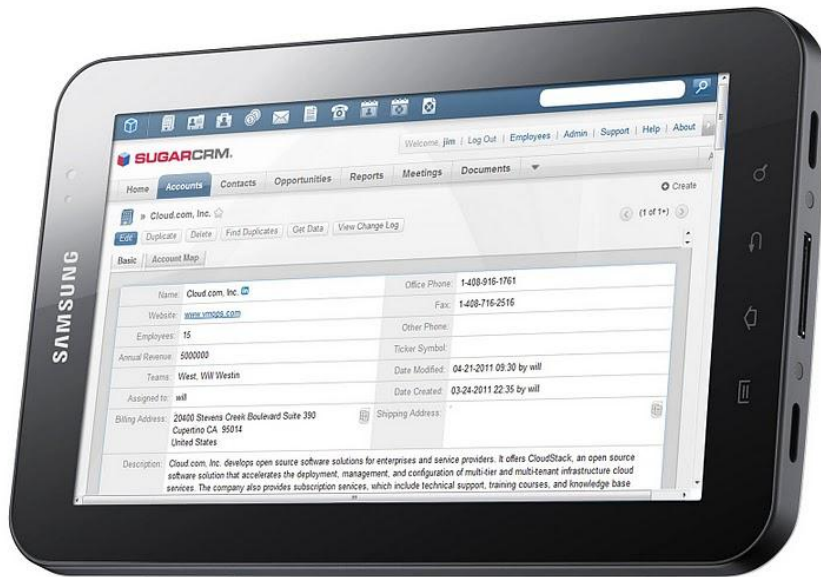 SAMSUNG
SUGARCRM.
Welcome, jim | Log Out | Employees | Admin | Support | Help | About
Home Accounts Contacts Opportunities Reports Meetings Documents
Create
» Cloud.com, Inc.
(1 of 1+)
Edit Duplicate Delete Find Duplicates Get Data View Change Log
Basic Account Map
Name: Cloud.com, Inc. in Office Phone: 1-408-916-1761
Website: www.vmops.com Fax: 1-408-716-2516
Employees: 15 Other Phone:
Annual Revenue: 5000000 Ticker Symbol:
Teams: West, Will Westin Date Modified: 04-21-2011 09:30 by will
Assigned to: will Date Created: 03-24-2011 22:35 by will
Billing Address: 20400 Stevens Creek Boulevard Suite 390 Shipping Address:
Cupertino CA 95014
United States
Description: Cloud.com, Inc. develops open source software solutions for enterprises and service providers. It offers CloudStack, an open source
software solution that accelerates the deployment, management, and configuration of multi-tier and multi-tenant infrastructure cloud
services. The company also provides subscription services, which include technical support, training courses, and knowledge base